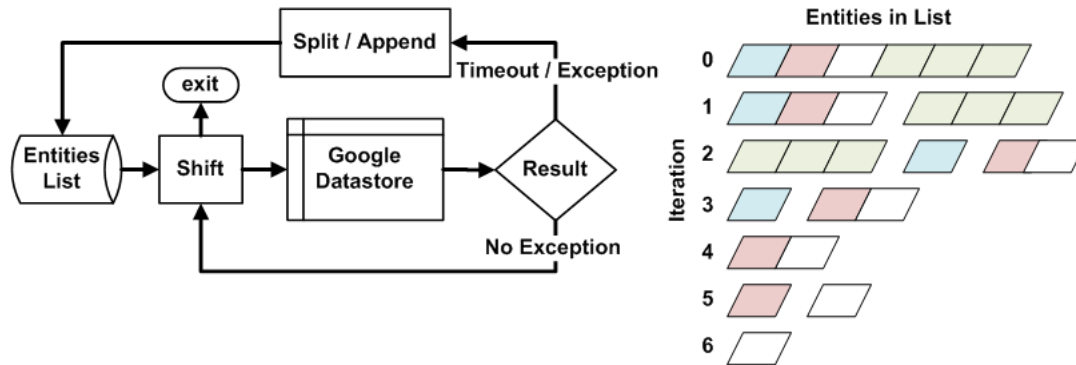 Split / Append
Timeout / Exception
exit
Entities
List
Shift
Google
Datastore
Result
No Exception
Entities in List
Iteration
0
1
2
3
4
5
6